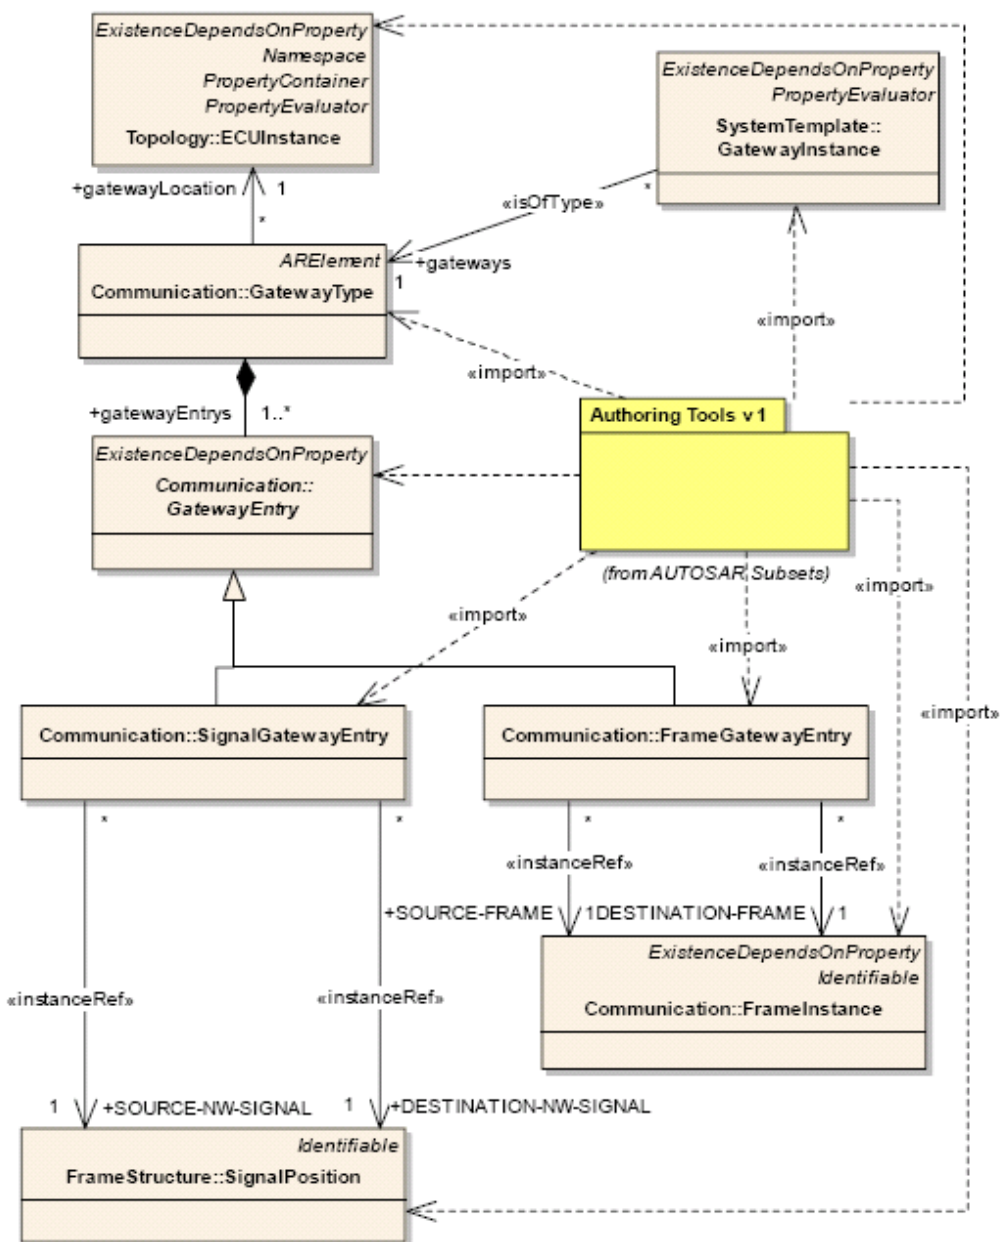 ExistenceDependsOnProperty
Namespace
PropertyContainer
PropertyEvaluator
Topology::ECUInstance
ExistenceDependsOnProperty
PropertyEvaluator
SystemTemplate::
GatewayInstance
+gatewayLocation
1
*
«isOfType»
*
ARElement
Communication::GatewayType
+gateways
1
«import»
«import»
+gatewayEntrys
1..*
Authoring Tools v1
ExistenceDependsOnProperty
Communication::
GatewayEntry
(from AUTOSAR Subsets)
«import»
«import»
«import»
«import»
Communication::SignalGatewayEntry
Communication::FrameGatewayEntry
*
*
*
*
«instanceRef»
«instanceRef»
+SOURCE-FRAME
1
DESTINATION-FRAME
1
ExistenceDependsOnProperty
Identifiable
Communication::FrameInstance
«instanceRef»
«instanceRef»
1
+SOURCE-NW-SIGNAL
1
+DESTINATION-NW-SIGNAL
Identifiable
FrameStructure::SignalPosition